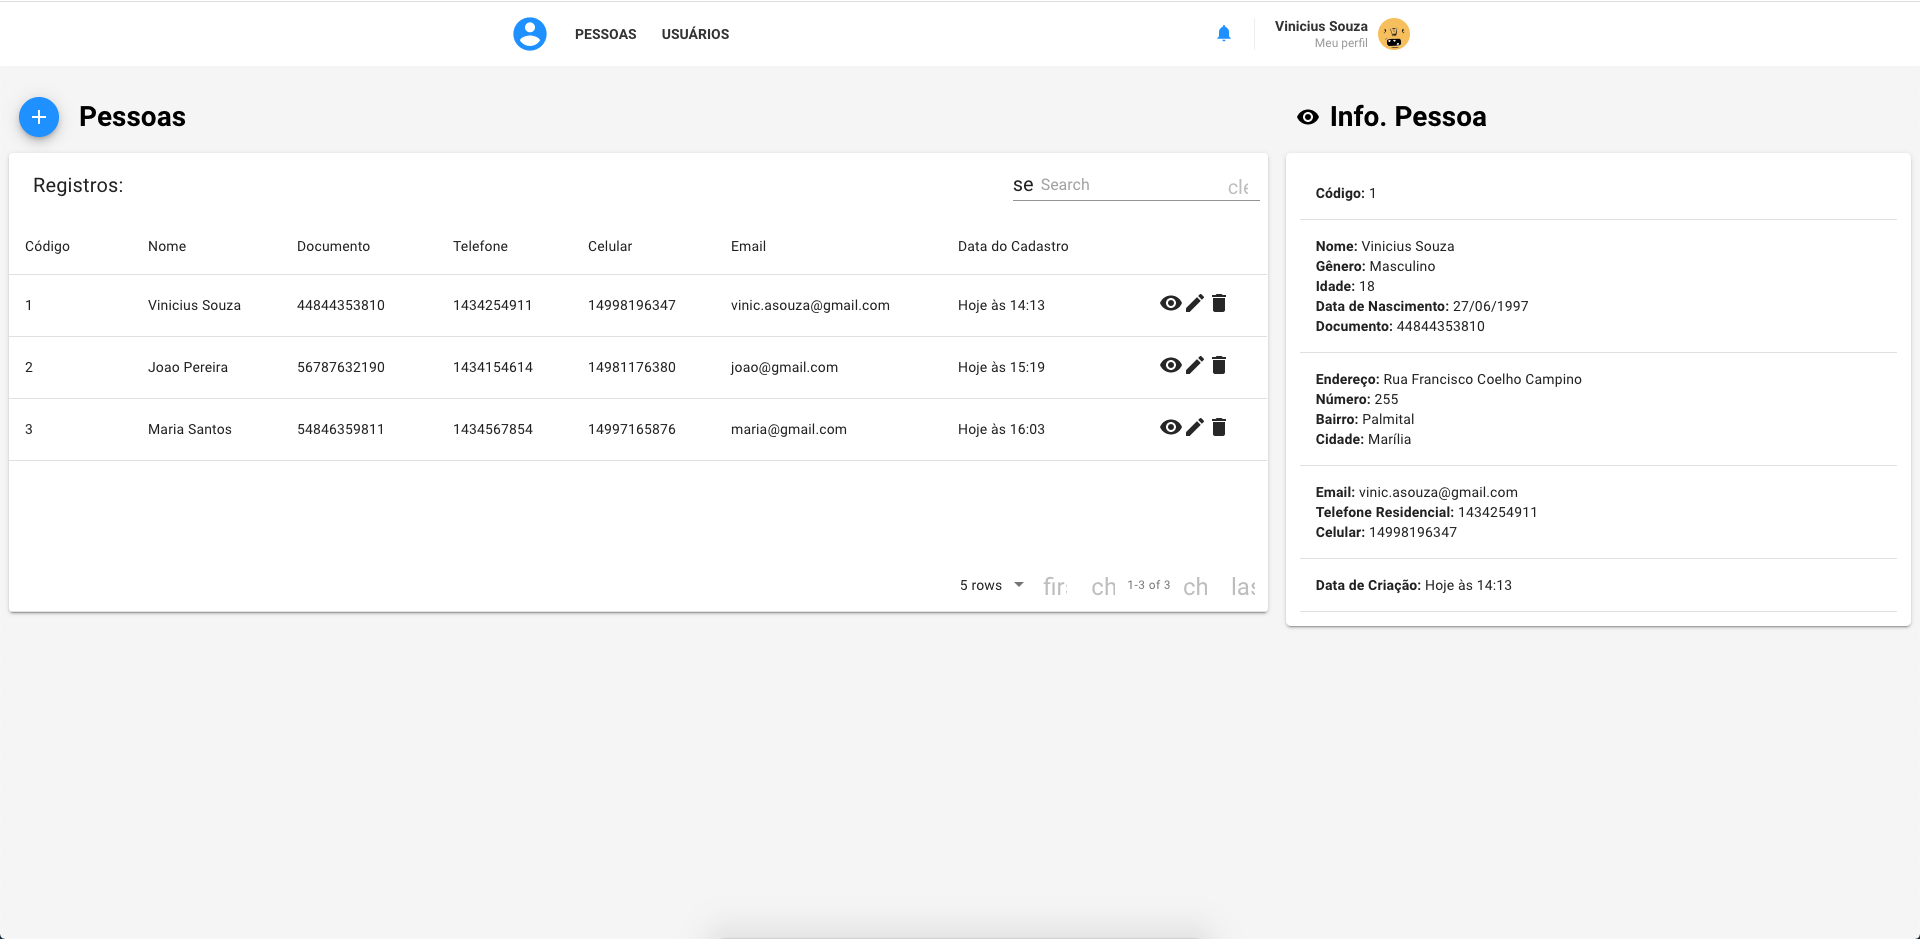 PESSOAS USUÁRIOS Vinicius Souza
Meu perfil
Pessoas
Registros:
se Search cle
Código Nome Documento Telefone Celular Email Data do Cadastro
1 Vinicius Souza 44844353810 1434254911 14998196347 vinic.asouza@gmail.com Hoje às 14:13
2 Joao Pereira 56787632190 1434154614 14981176380 joao@gmail.com Hoje às 15:19
3 Maria Santos 54846359811 1434567854 14997165876 maria@gmail.com Hoje às 16:03
5 rows firs ch 1-3 of 3 ch las
Info. Pessoa
Código: 1
Nome: Vinicius Souza
Gênero: Masculino
Idade: 18
Data de Nascimento: 27/06/1997
Documento: 44844353810
Endereço: Rua Francisco Coelho Campino
Número: 255
Bairro: Palmital
Cidade: Marília
Email: vinic.asouza@gmail.com
Telefone Residencial: 1434254911
Celular: 14998196347
Data de Criação: Hoje às 14:13